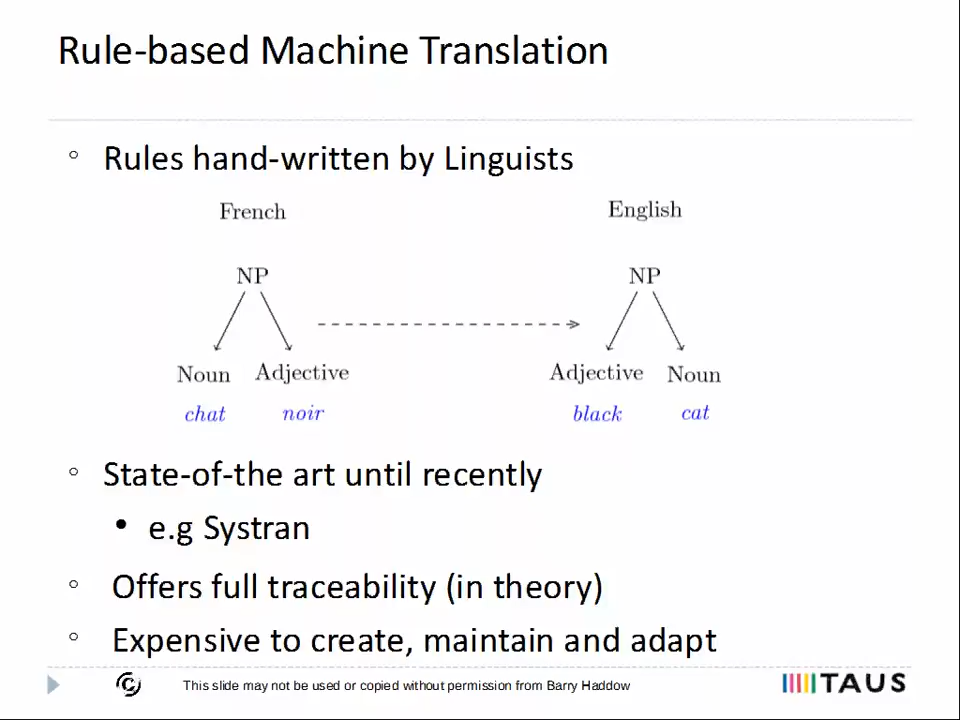 Rule-based Machine Translation
° Rules hand-written by Linguists
French English
NP NP
Noun Adjective Adjective Noun
chat noir black cat
° State-of-the art until recently
• e.g Systran
° Offers full traceability (in theory)
° Expensive to create, maintain and adapt
This slide may not be used or copied without permission from Barry Haddow
TAUS